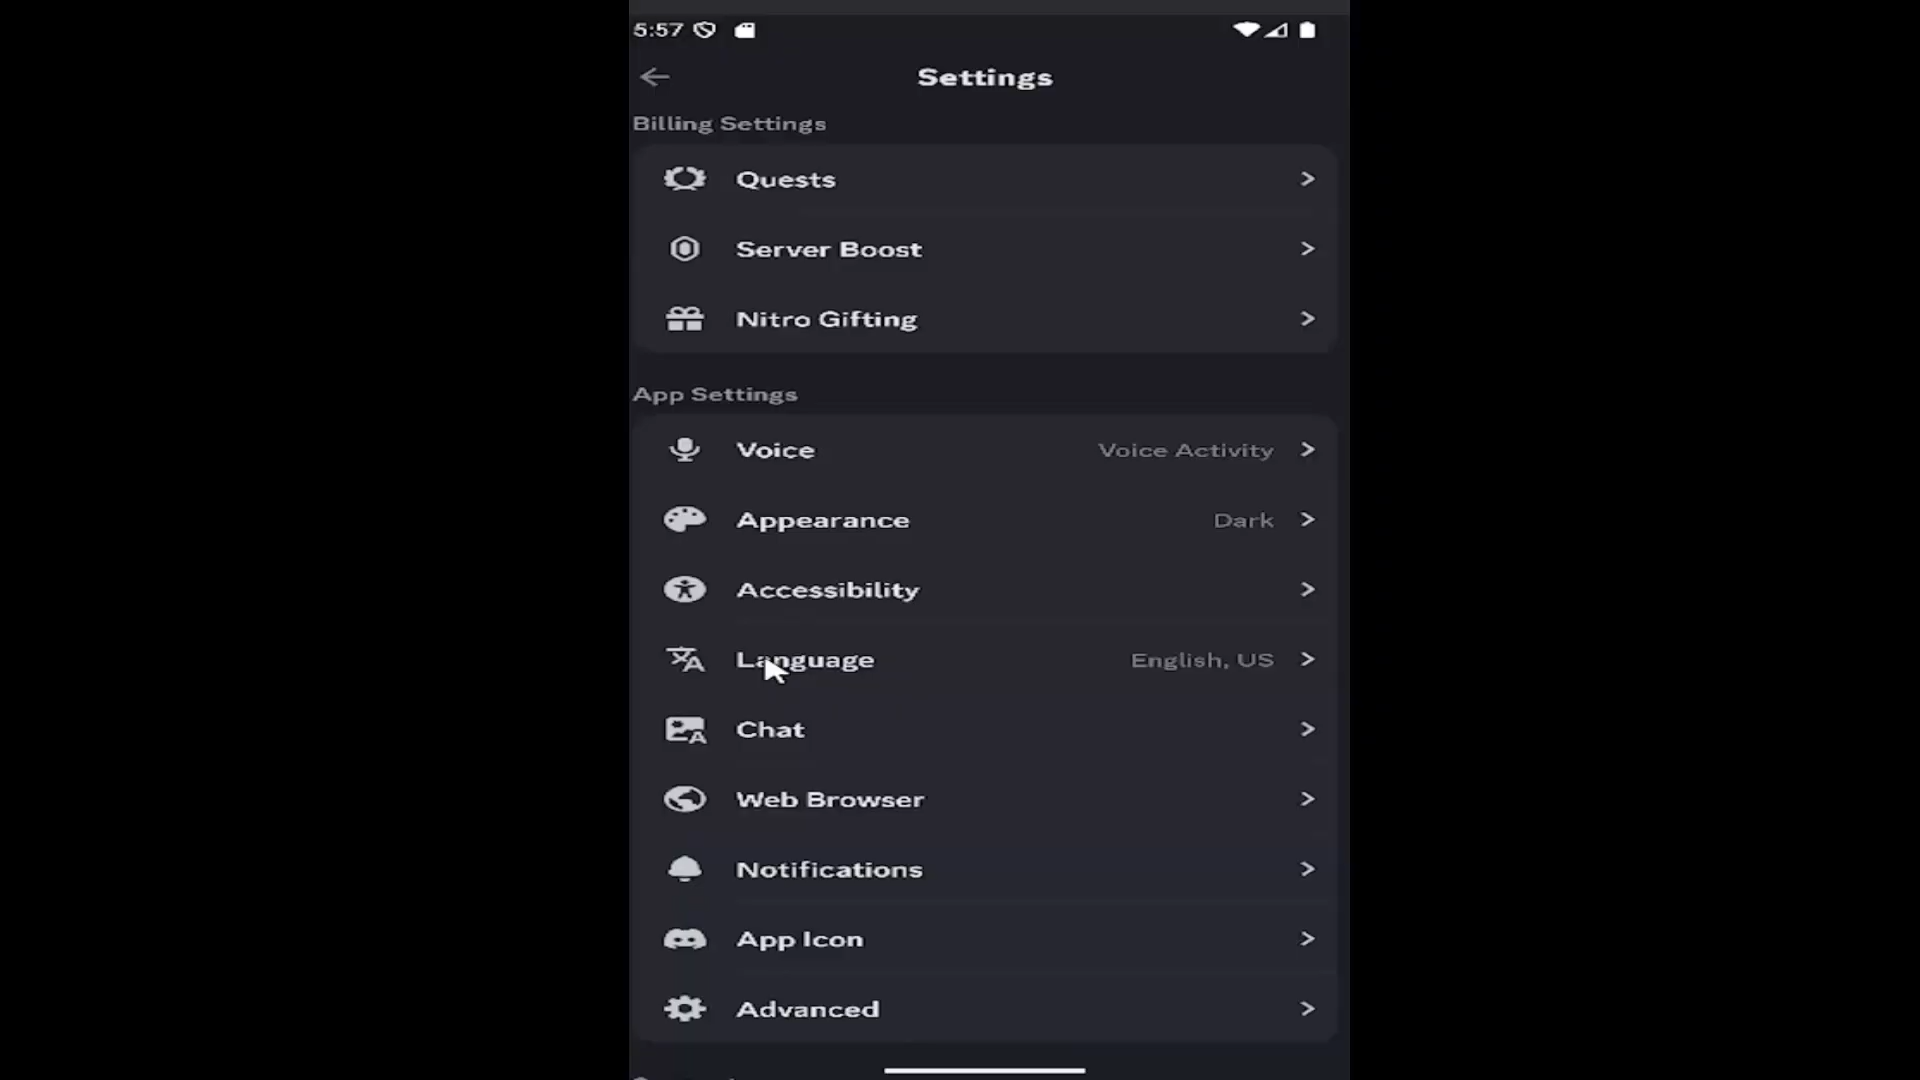 5:57
Settings
Billing Settings
Quests
Server Boost
Nitro Gifting
App Settings
Voice Voice Activity
Appearance Dark
Accessibility
Language English, US
Chat
Web Browser
Notifications
App Icon
Advanced